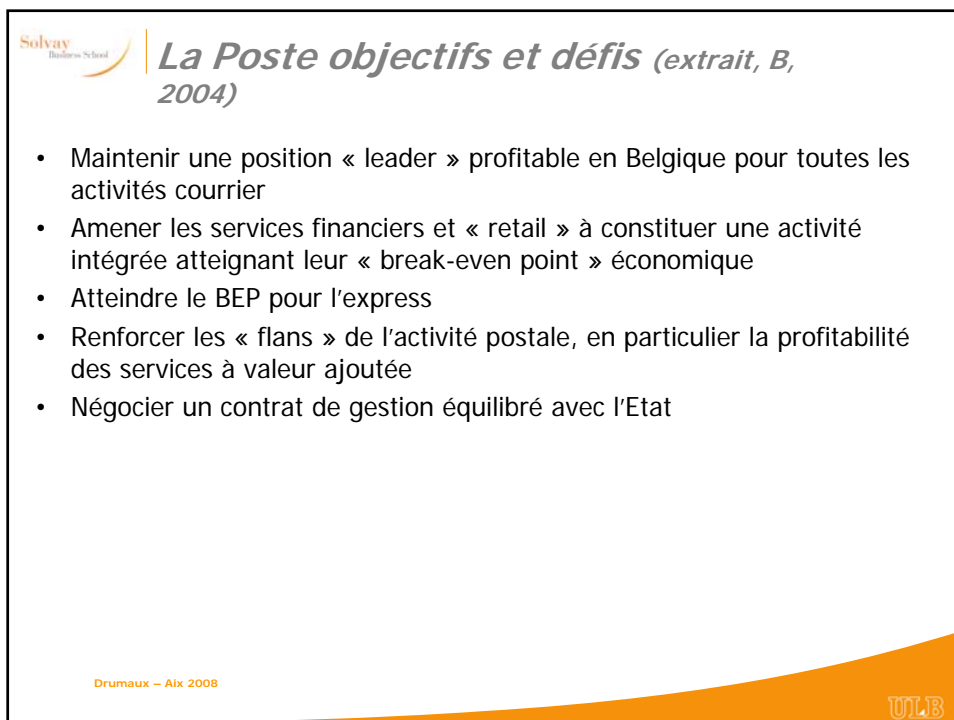 Solvay
Business School
La Poste objectifs et défis (extrait, B,
2004)
• Maintenir une position « leader » profitable en Belgique pour toutes les
activités courrier
• Amener les services financiers et « retail » à constituer une activité
intégrée atteignant leur « break-even point » économique
• Atteindre le BEP pour l'express
• Renforcer les « flans » de l'activité postale, en particulier la profitabilité
des services à valeur ajoutée
• Négocier un contrat de gestion équilibré avec l'Etat
Drumaux – Aix 2008
ULB